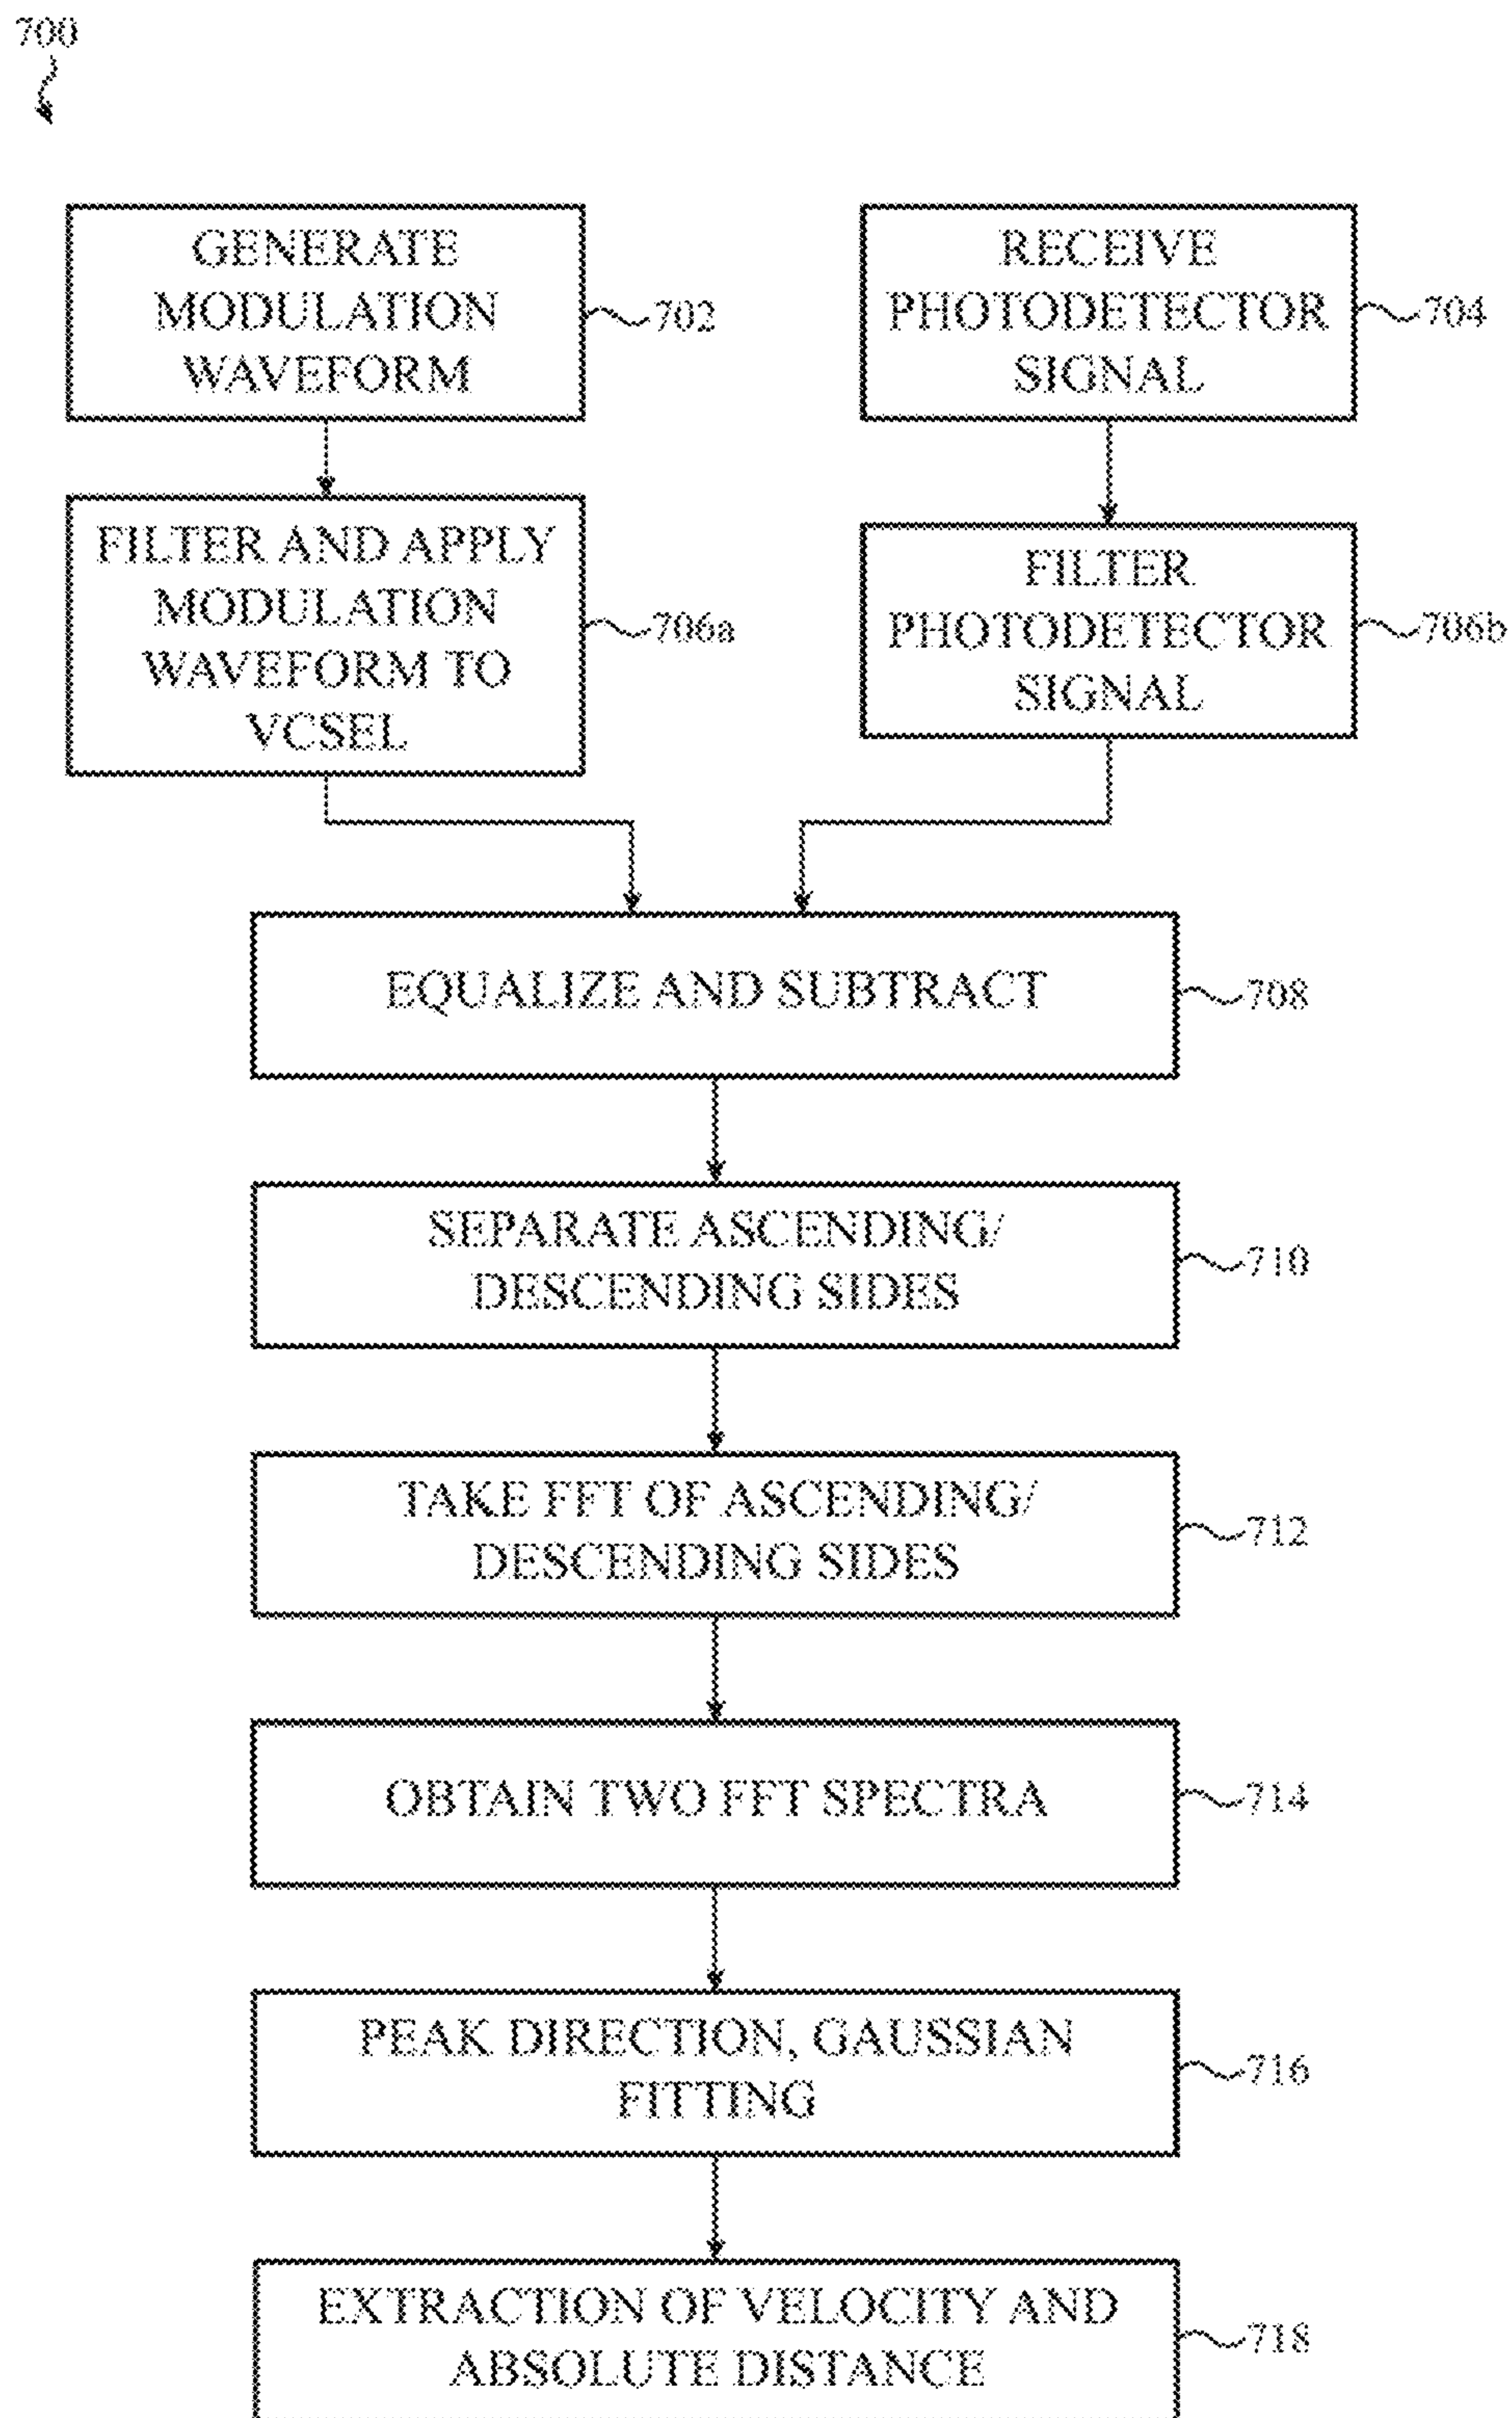 700
GENERATE
MODULATION
WAVEFORM
702
RECEIVE
PHOTODETECTOR
SIGNAL
704
FILTER AND APPLY
MODULATION
WAVEFORM TO
VCSEL
706a
FILTER
PHOTODETECTOR
SIGNAL
706b
EQUALIZE AND SUBTRACT
708
SEPARATE ASCENDING/
DESCENDING SIDES
710
TAKE FFT OF ASCENDING/
DESCENDING SIDES
712
OBTAIN TWO FFT SPECTRA
714
PEAK DIRECTION, GAUSSIAN
FITTING
716
EXTRACTION OF VELOCITY AND
ABSOLUTE DISTANCE
718